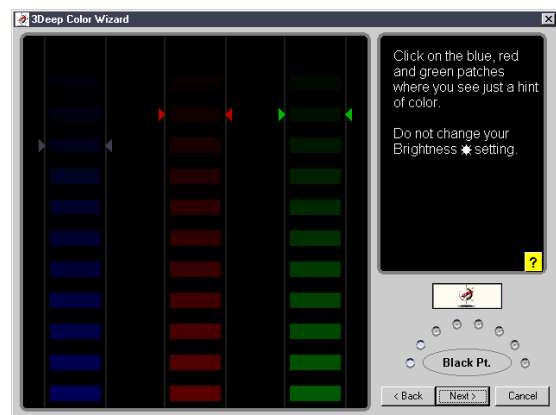 3Deep Color Wizard
Click on the blue, red
and green patches
where you see just a hint
of color.
Do not change your
Brightness ☀ setting.
?
Black Pt.
< Back
Next >
Cancel